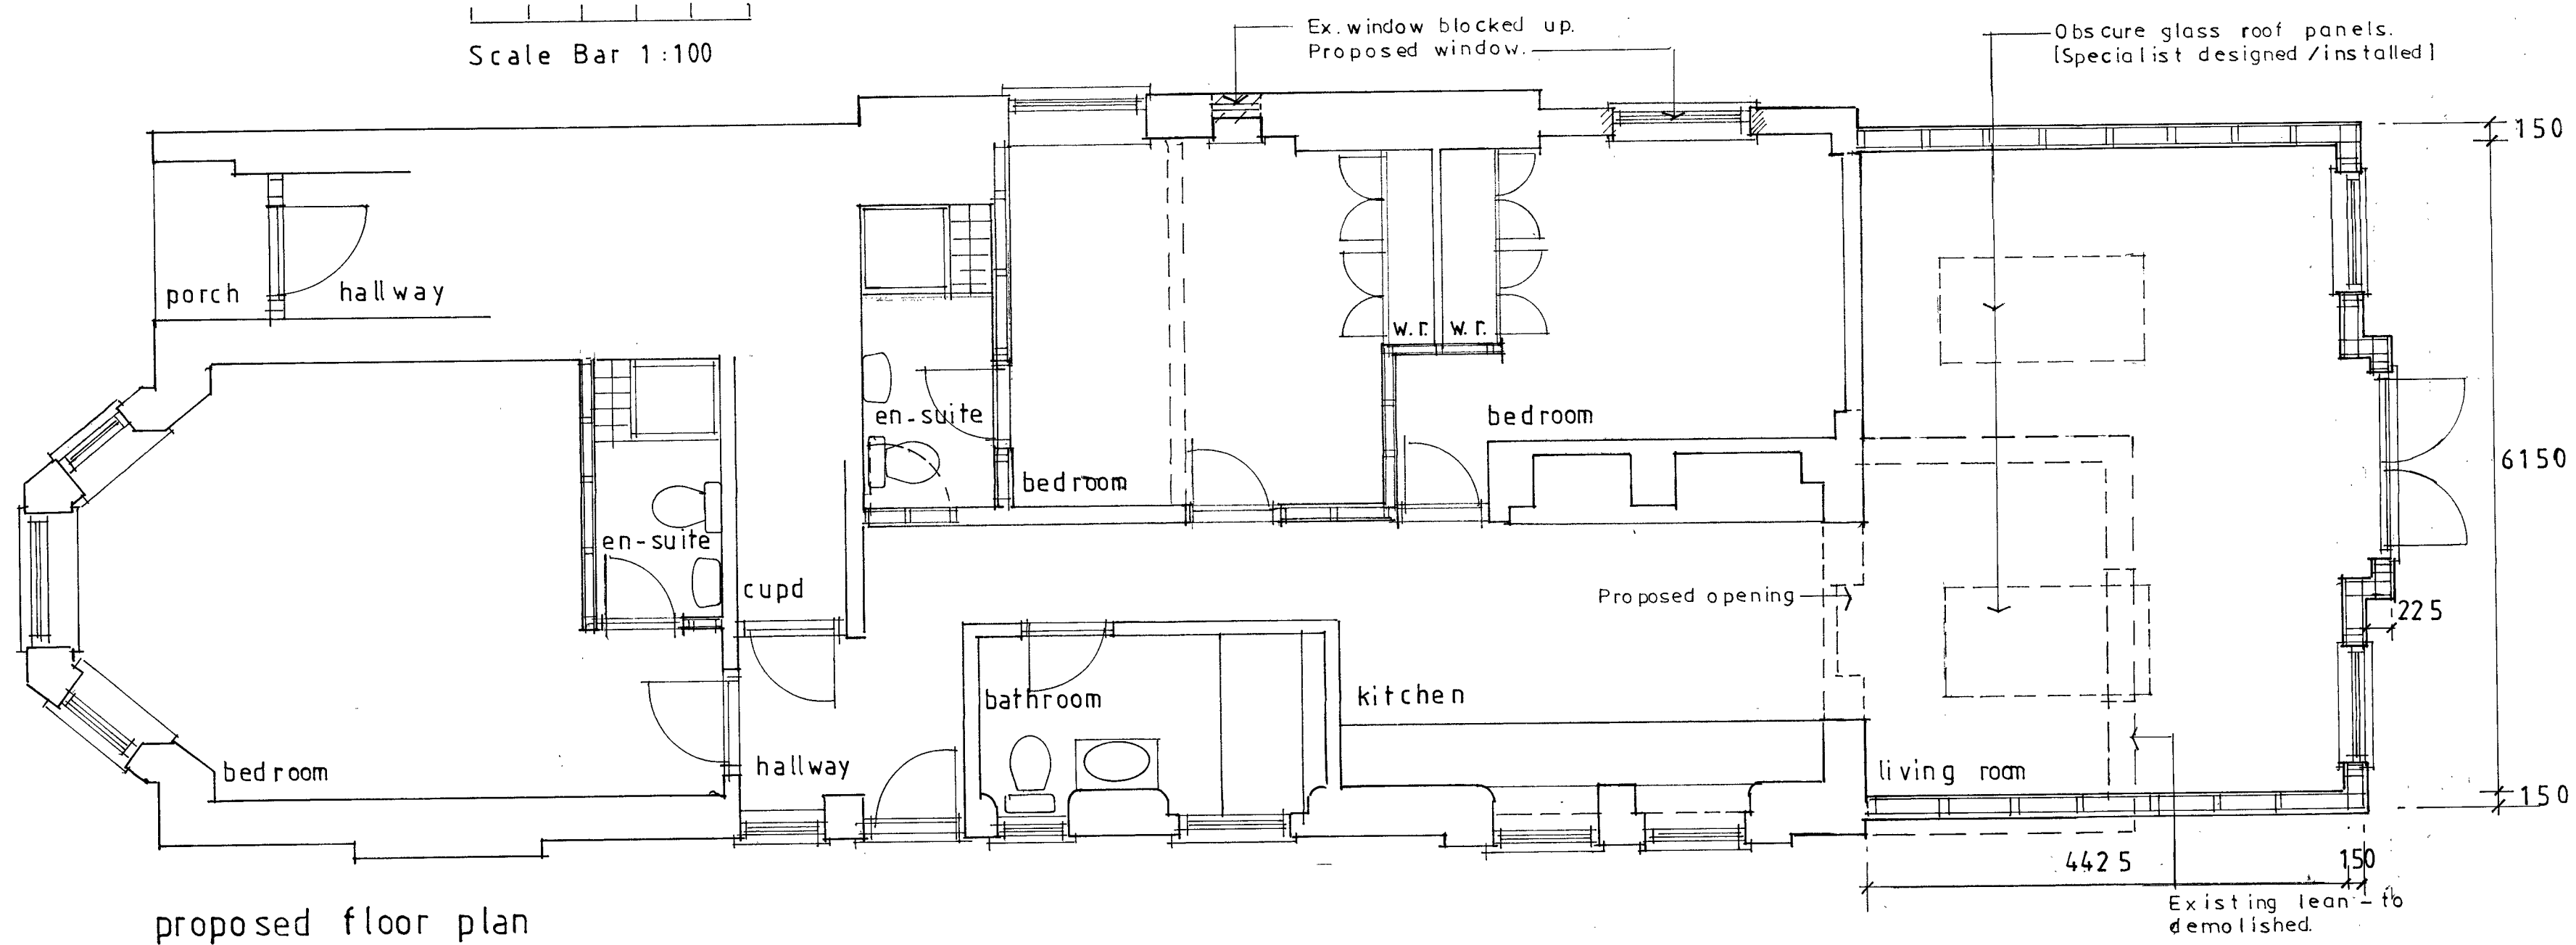 Scale Bar 1:100
Ex. window blocked up.
Proposed window.
Obscure glass roof panels.
[Specialist designed/installed]
150
porch
hallway
w.r.
w.r.
en-suite
bedroom
bedroom
6150
en-suite
cupd
Proposed opening
225
bathroom
kitchen
bedroom
hallway
living room
150
4425
150
Existing lean-to
demolished.
proposed floor plan